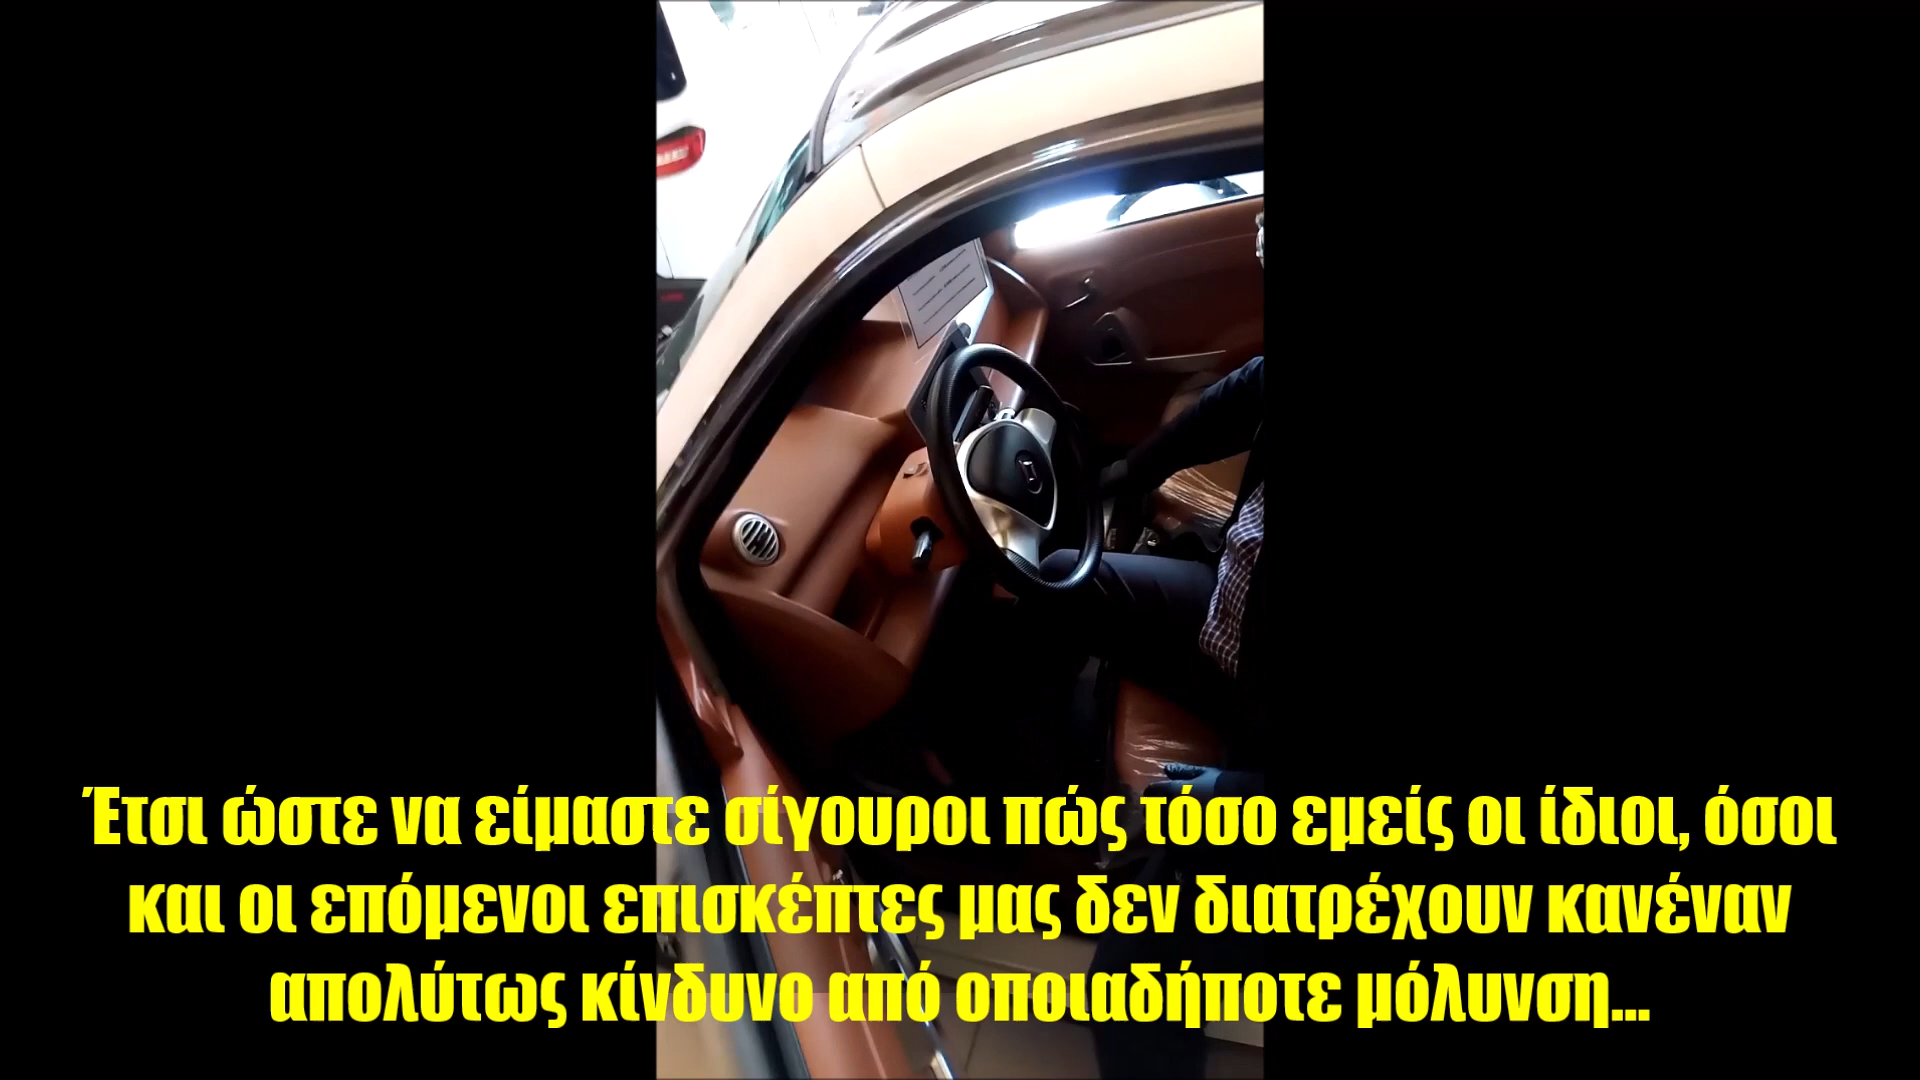 Έτσι ώστε να είμαστε σίγουροι πώς τόσο εμείς οι ίδιοι, όσοι
και οι επόμενοι επισκέπτες μας δεν διατρέχουν κανέναν
απολύτως κίνδυνο από οποιαδήποτε μόλυνση...